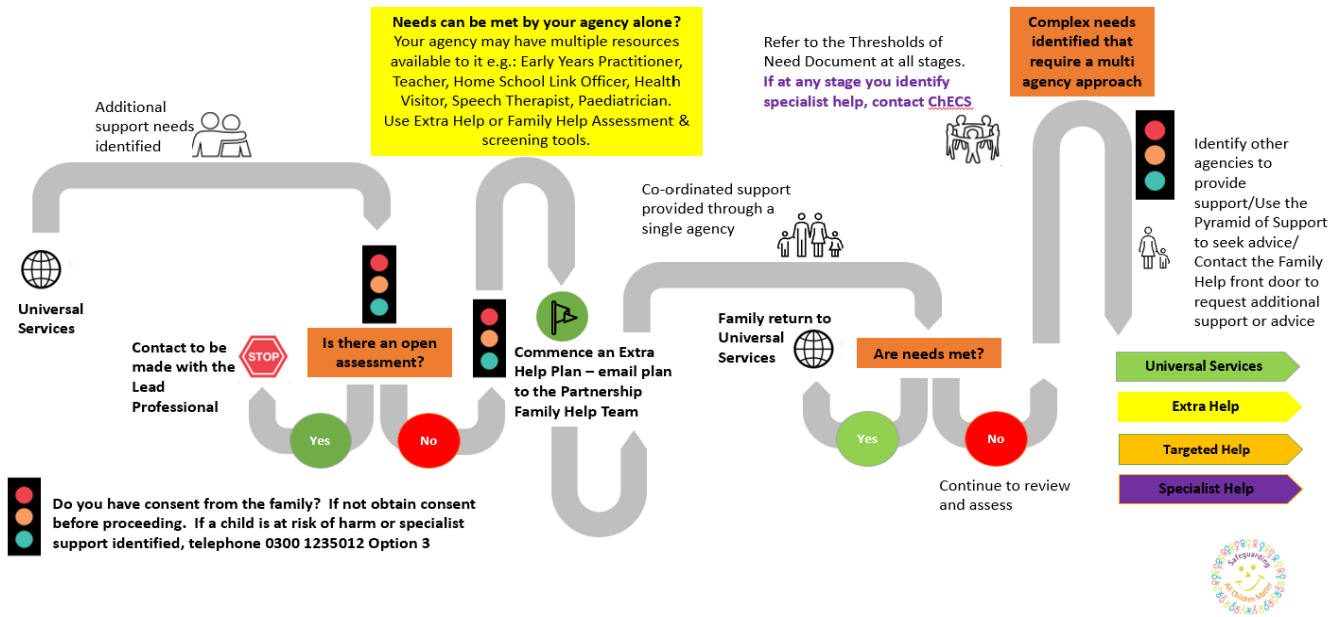 Additional
support needs
identified
Universal
Services
Needs can be met by your agency alone?
Your agency may have multiple resources
available to it e.g.: Early Years Practitioner,
Teacher, Home School Link Officer, Health
Visitor, Speech Therapist, Paediatrician.
Use Extra Help or Family Help Assessment &
screening tools.
Is there an open
assessment?
Contact to be
made with the
Lead
Professional
STOP
Yes
No
Commence an Extra
Help Plan – email plan
to the Partnership
Family Help Team
Co-ordinated support
provided through a
single agency
Family return to
Universal
Services
Are needs met?
Yes
No
Continue to review
and assess
Refer to the Thresholds of
Need Document at all stages.
If at any stage you identify
specialist help, contact ChECS
Complex needs
identified that
require a multi
agency approach
Identify other
agencies to
provide
support/Use the
Pyramid of Support
to seek advice/
Contact the Family
Help front door to
request additional
support or advice
Universal Services
Extra Help
Targeted Help
Specialist Help
Do you have consent from the family? If not obtain consent
before proceeding. If a child is at risk of harm or specialist
support identified, telephone 0300 1235012 Option 3
Safeguarding
All Children Matter